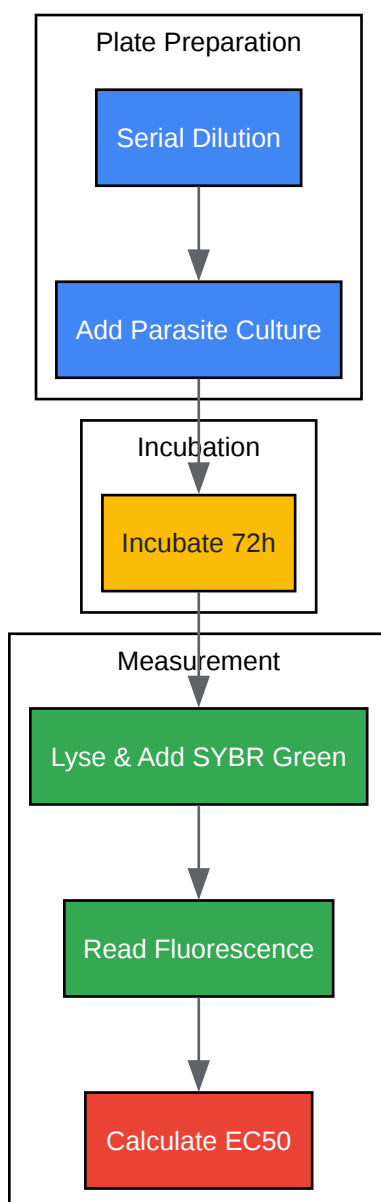 Plate Preparation
Serial Dilution
Add Parasite Culture
Incubation
Incubate 72h
Measurement
Lyse & Add SYBR Green
Read Fluorescence
Calculate EC50